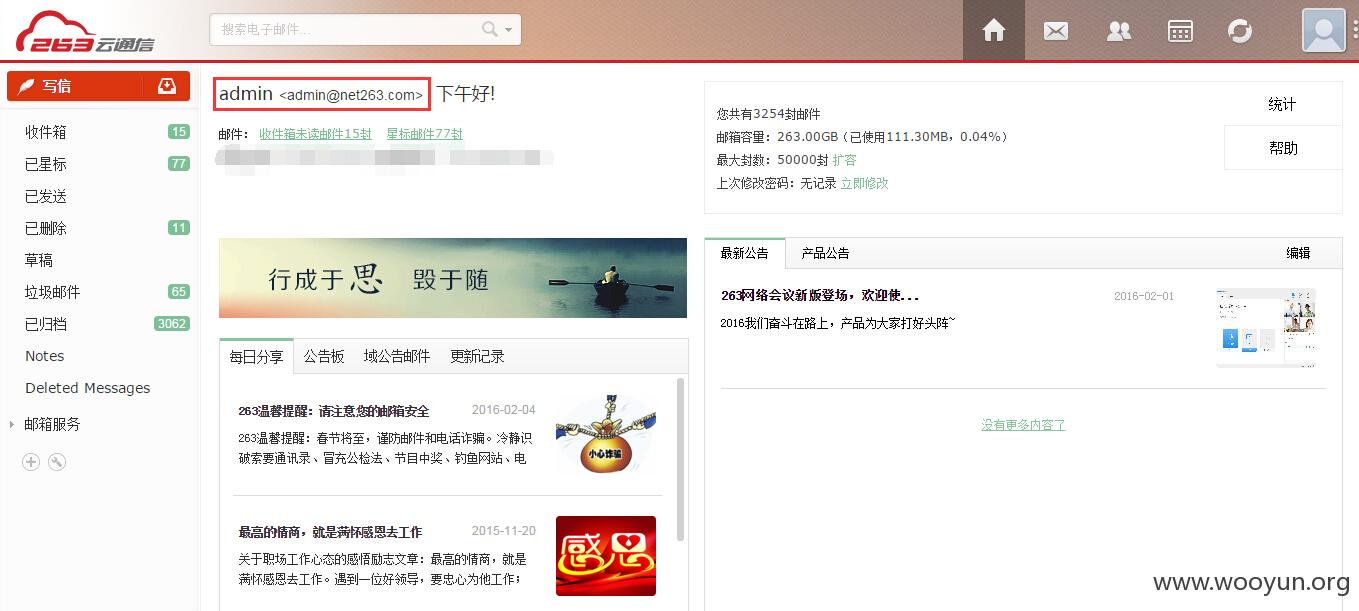 263云通信
搜索电子邮件...
写信
收件箱 15
已星标 77
已发送
已删除 11
草稿
垃圾邮件 65
已归档 3062
Notes
Deleted Messages
邮箱服务
admin <admin@net263.com> 下午好!
邮件： 收件箱未读邮件15封 星标邮件77封
行成于思 毁于随
每日分享 公告板 域公告邮件 更新记录
263温馨提醒：请注意您的邮箱安全 2016-02-04
263温馨提醒：春节将至，谨防邮件和电话诈骗。冷静识
破索要通讯录、冒充公检法、节目中奖、钓鱼网站、电
小心诈骗
最高的情商，就是满怀感恩去工作 2015-11-20
关于职场工作心态的感悟励志文章：最高的情商，就是
满怀感恩去工作。遇到一位好领导，要忠心为他工作；
感恩
您共有3254封邮件
邮箱容量：263.00GB（已使用111.30MB，0.04%）
最大封数：50000封 扩容
上次修改密码：无记录 立即修改
统计
帮助
最新公告 产品公告 编辑
263网络会议新版登场，欢迎使... 2016-02-01
2016我们奋斗在路上，产品为大家打好头阵~
没有更多内容了
www.wooyun.org